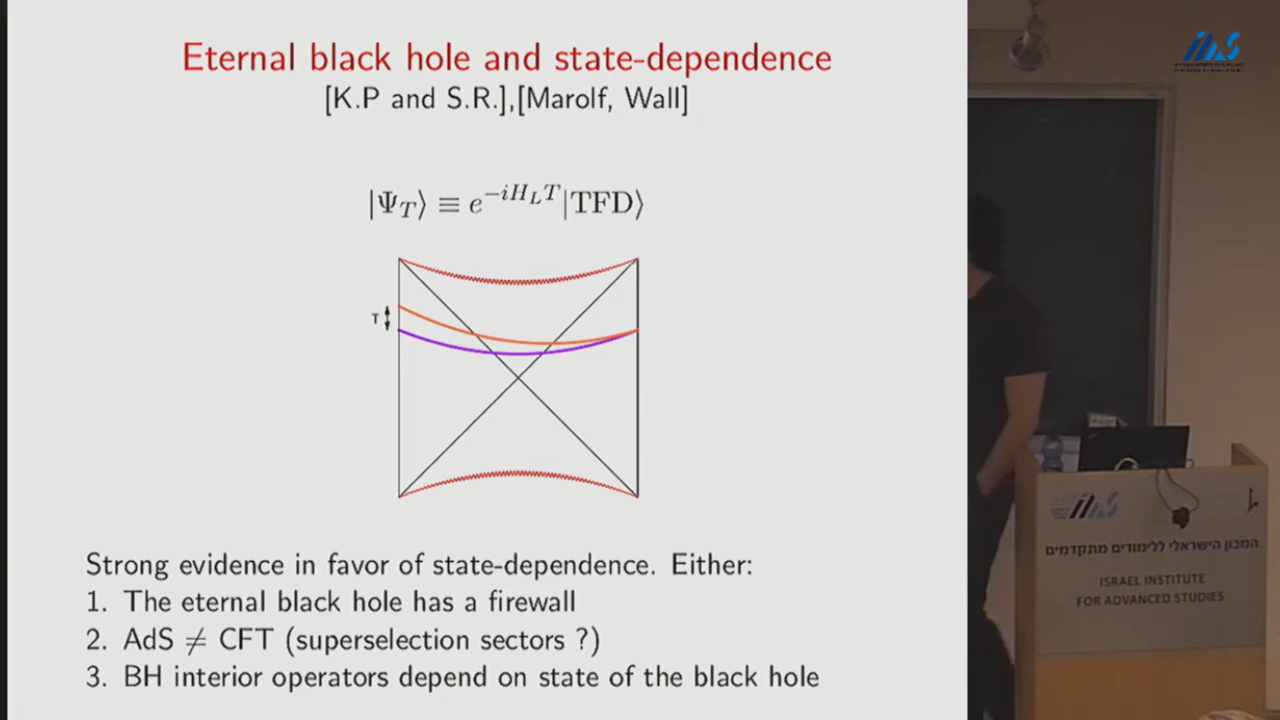 Eternal black hole and state-dependence
[K.P and S.R.],[Marolf, Wall]
|Ψ_T⟩ ≡ e^{-iH_L T}|TFD⟩
T
Strong evidence in favor of state-dependence. Either:
1. The eternal black hole has a firewall
2. AdS ≠ CFT (superselection sectors ?)
3. BH interior operators depend on state of the black hole
המכון הישראלי ללימודים מתקדמים
ISRAEL INSTITUTE
FOR ADVANCED STUDIES